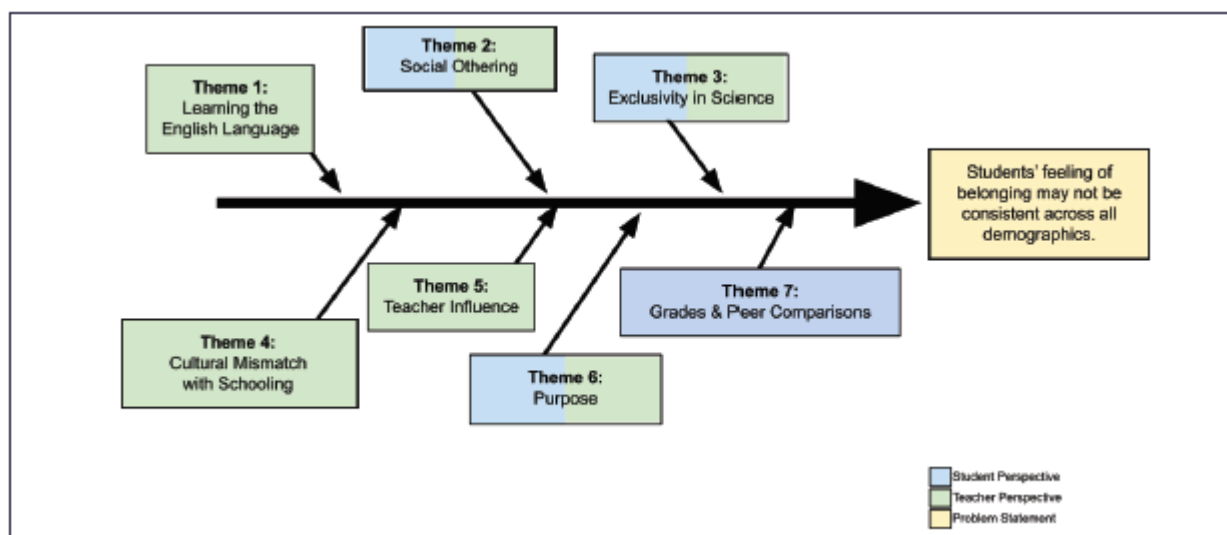 Theme 1:
Learning the
English Language
Theme 2:
Social Othering
Theme 3:
Exclusivity in Science
Students' feeling of
belonging may not be
consistent across all
demographics.
Theme 4:
Cultural Mismatch
with Schooling
Theme 5:
Teacher Influence
Theme 6:
Purpose
Theme 7:
Grades & Peer Comparisons
Student Perspective
Teacher Perspective
Problem Statement